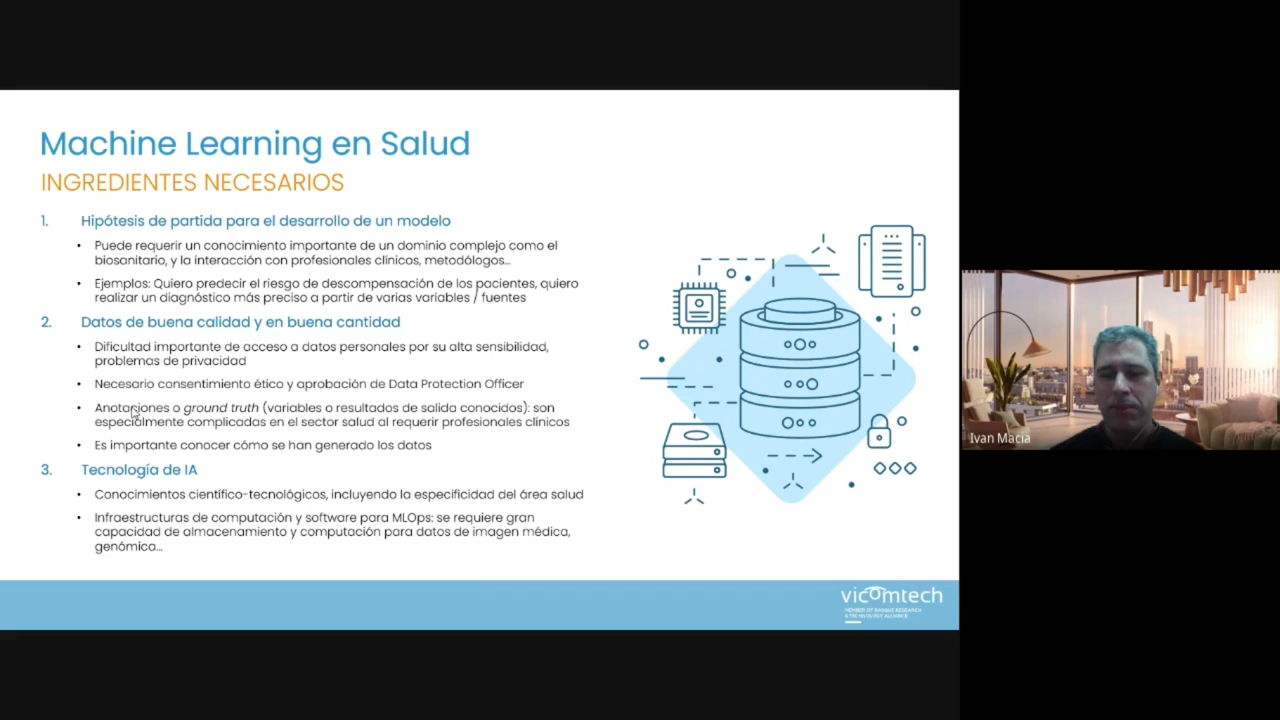 Machine Learning en Salud
INGREDIENTES NECESARIOS
1. Hipótesis de partida para el desarrollo de un modelo
• Puede requerir un conocimiento importante de un dominio complejo como el
biosanitario, y la interacción con profesionales clínicos, metodólogos...
• Ejemplos: Quiero predecir el riesgo de descompensación de los pacientes, quiero
realizar un diagnóstico más preciso a partir de varias variables / fuentes
2. Datos de buena calidad y en buena cantidad
• Dificultad importante de acceso a datos personales por su alta sensibilidad,
problemas de privacidad
• Necesario consentimiento ético y aprobación de Data Protection Officer
• Anotaciones o ground truth (variables o resultados de salida conocidos): son
especialmente complicadas en el sector salud al requerir profesionales clínicos
• Es importante conocer cómo se han generado los datos
3. Tecnología de IA
• Conocimientos científico-tecnológicos, incluyendo la especificidad del área salud
• Infraestructuras de computación y software para MLOps: se requiere gran
capacidad de almacenamiento y computación para datos de imagen médica,
genómica...
vicomtech
MEMBER OF BASQUE RESEARCH
& TECHNOLOGY ALLIANCE
Ivan Macia